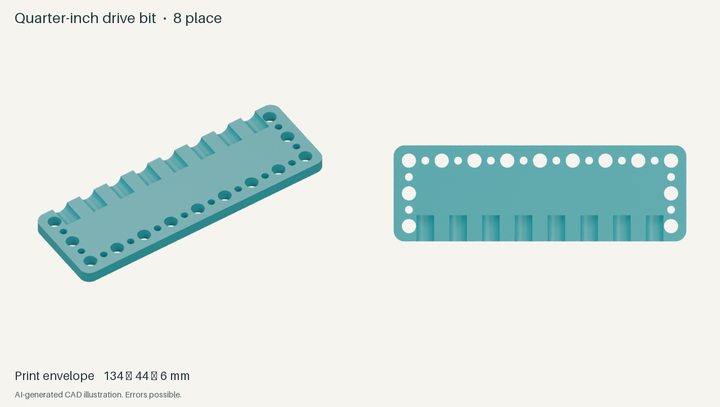 Quarter-inch drive bit · 8 place
Print envelope 134 44 6 mm
AI-generated CAD illustration. Errors possible.